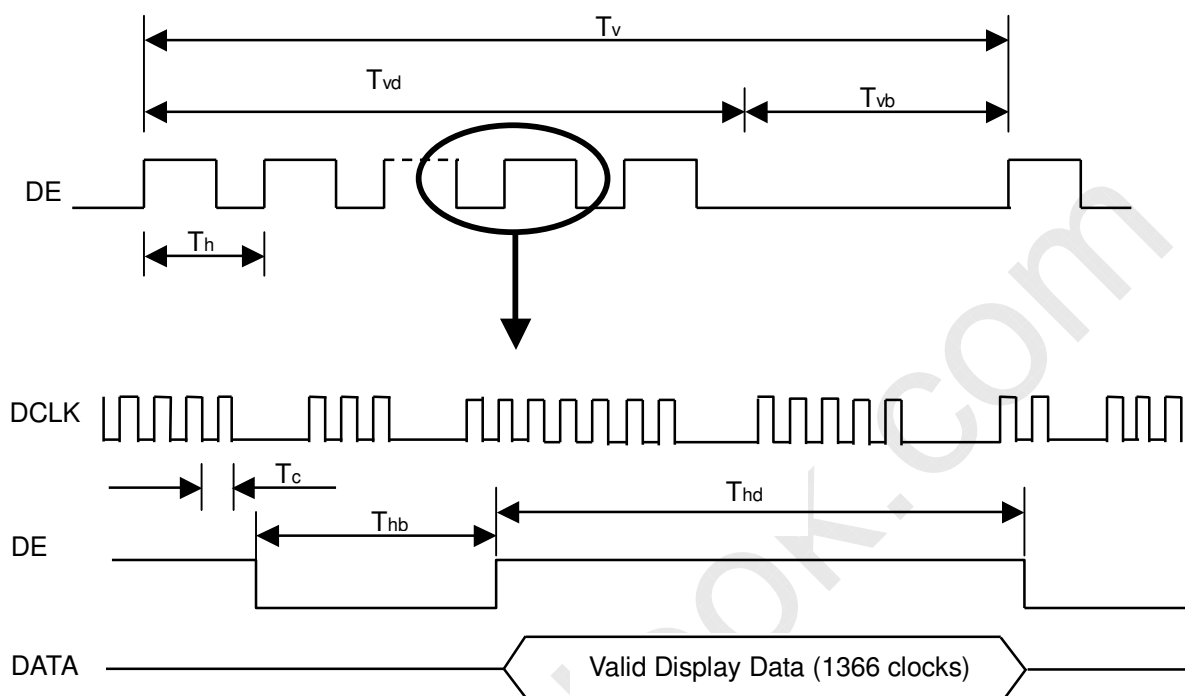 Tv
Tvd
Tvb
DE
Th
DCLK
Tc
Thd
Thb
DE
DATA
Valid Display Data (1366 clocks)